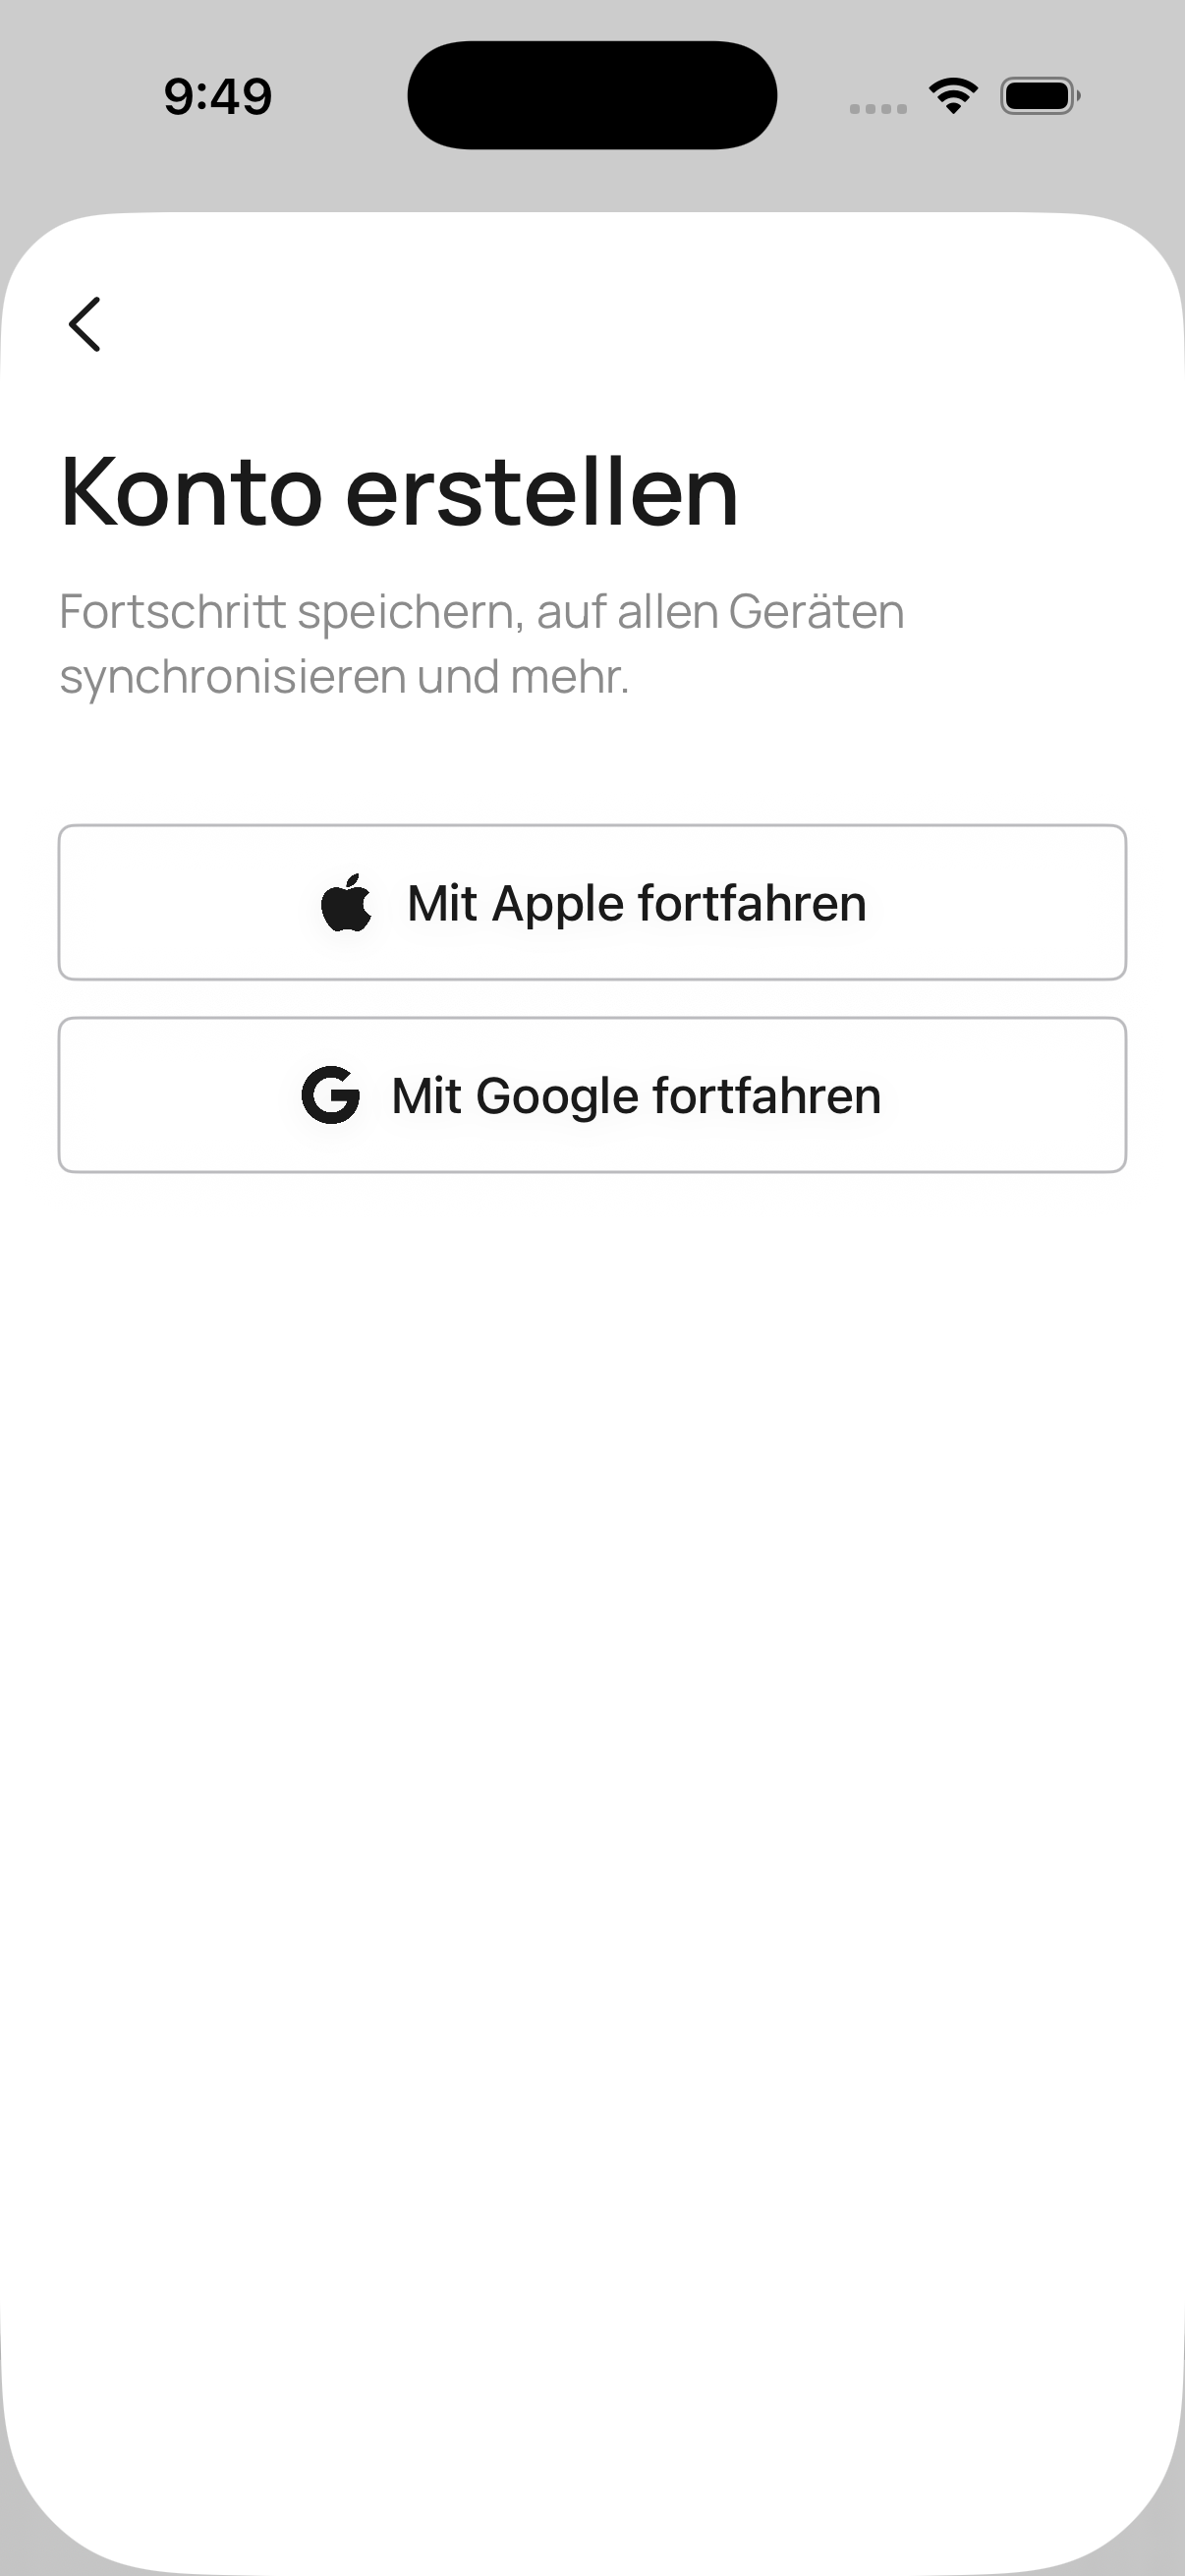 9:49
Konto erstellen
Fortschritt speichern, auf allen Geräten
synchronisieren und mehr.
Mit Apple fortfahren
Mit Google fortfahren